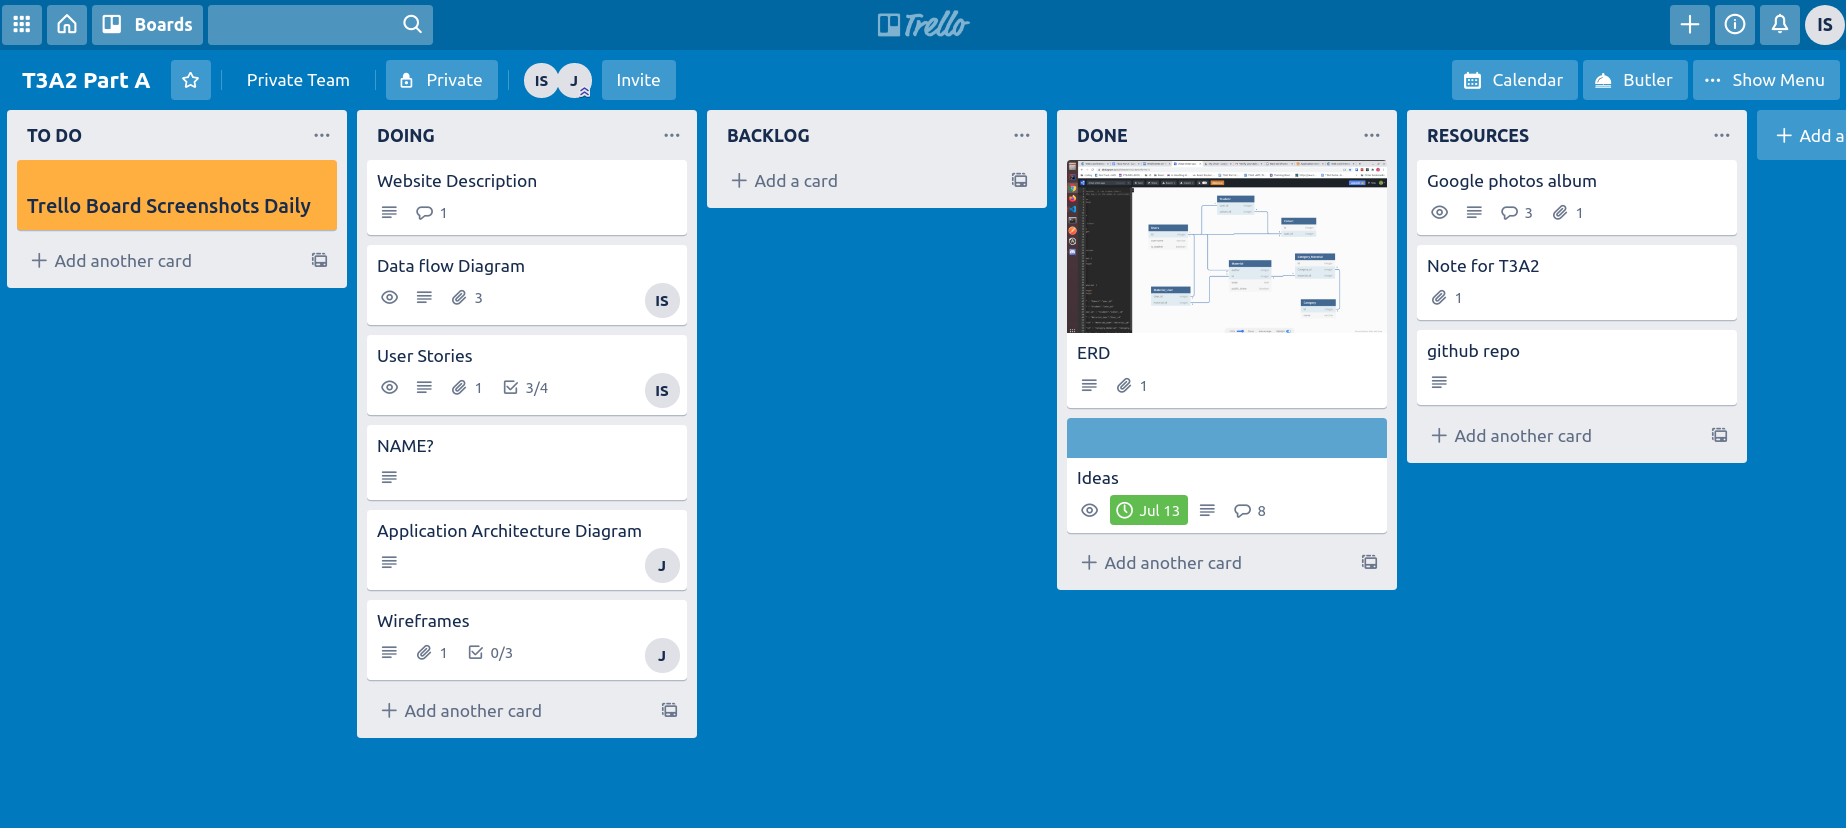 Boards
Trello
IS
T3A2 Part A
Private Team
Private
IS
J
Invite
Calendar
Butler
Show Menu
TO DO
Trello Board Screenshots Daily
Add another card
DOING
Website Description
1
Data flow Diagram
3
IS
User Stories
1
3/4
IS
NAME?
Application Architecture Diagram
J
Wireframes
1
0/3
J
Add another card
BACKLOG
Add a card
DONE
ERD
1
Ideas
Jul 13
8
Add another card
RESOURCES
Google photos album
3
1
Note for T3A2
1
github repo
Add another card
Add a